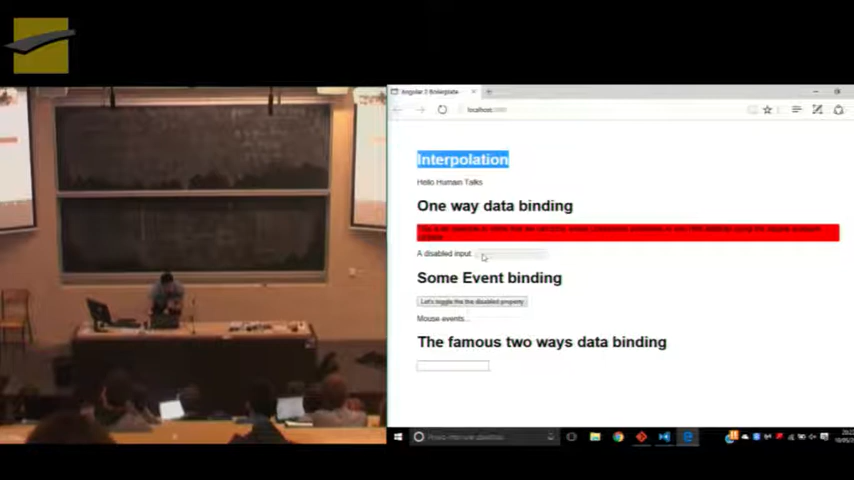 Angular 2 Boilerplate
localhost
Interpolation
Hello Human Talks
One way data binding
A disabled input
Some Event binding
Let's toggle the the disabled property
Mouse events...
The famous two ways data binding